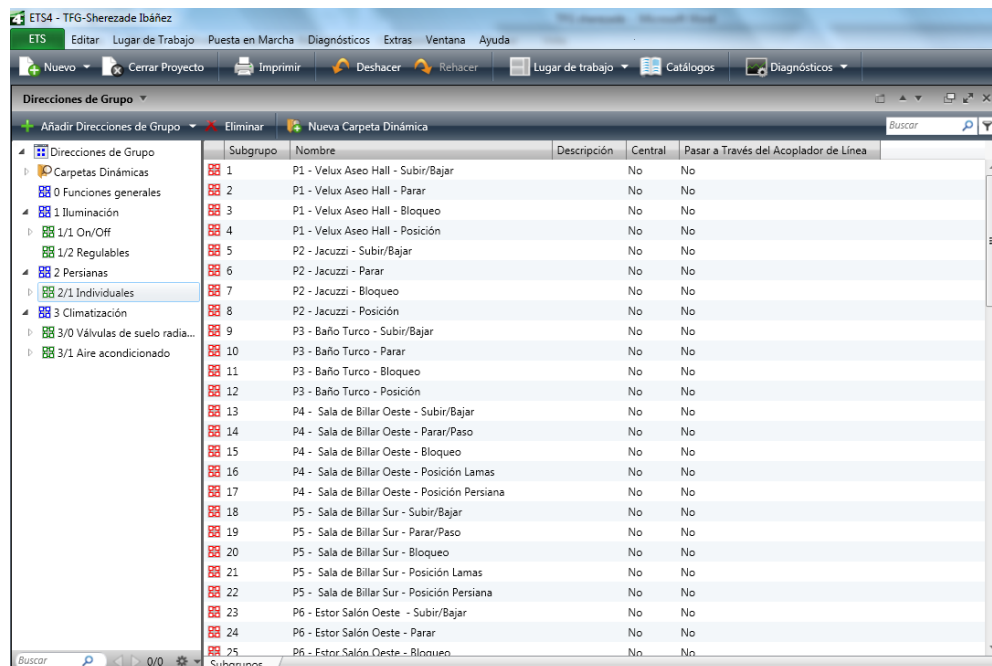 ETS4 - TFG-Sherezade Ibáñez
ETS Editar Lugar de Trabajo Puesta en Marcha Diagnósticos Extras Ventana Ayuda
Nuevo Cerrar Proyecto Imprimir Deshacer Rehacer Lugar de trabajo Catálogos Diagnósticos
Direcciones de Grupo
Añadir Direcciones de Grupo Eliminar Nueva Carpeta Dinámica Buscar
Direcciones de Grupo
Carpetas Dinámicas
0 Funciones generales
1 Iluminación
1/1 On/Off
1/2 Regulables
2 Persianas
2/1 Individuales
3 Climatización
3/0 Válvulas de suelo radia...
3/1 Aire acondicionado
Buscar 0/0
Subgrupo Nombre Descripción Central Pasar a Través del Acoplador de Línea
1 P1 - Velux Aseo Hall - Subir/Bajar No No
2 P1 - Velux Aseo Hall - Parar No No
3 P1 - Velux Aseo Hall - Bloqueo No No
4 P1 - Velux Aseo Hall - Posición No No
5 P2 - Jacuzzi - Subir/Bajar No No
6 P2 - Jacuzzi - Parar No No
7 P2 - Jacuzzi - Bloqueo No No
8 P2 - Jacuzzi - Posición No No
9 P3 - Baño Turco - Subir/Bajar No No
10 P3 - Baño Turco - Parar No No
11 P3 - Baño Turco - Bloqueo No No
12 P3 - Baño Turco - Posición No No
13 P4 - Sala de Billar Oeste - Subir/Bajar No No
14 P4 - Sala de Billar Oeste - Parar/Paso No No
15 P4 - Sala de Billar Oeste - Bloqueo No No
16 P4 - Sala de Billar Oeste - Posición Lamas No No
17 P4 - Sala de Billar Oeste - Posición Persiana No No
18 P5 - Sala de Billar Sur - Subir/Bajar No No
19 P5 - Sala de Billar Sur - Parar/Paso No No
20 P5 - Sala de Billar Sur - Bloqueo No No
21 P5 - Sala de Billar Sur - Posición Lamas No No
22 P5 - Sala de Billar Sur - Posición Persiana No No
23 P6 - Estor Salón Oeste - Subir/Bajar No No
24 P6 - Estor Salón Oeste - Parar No No
25 P6 - Estor Salón Oeste - Bloqueo No No
Subgrupos